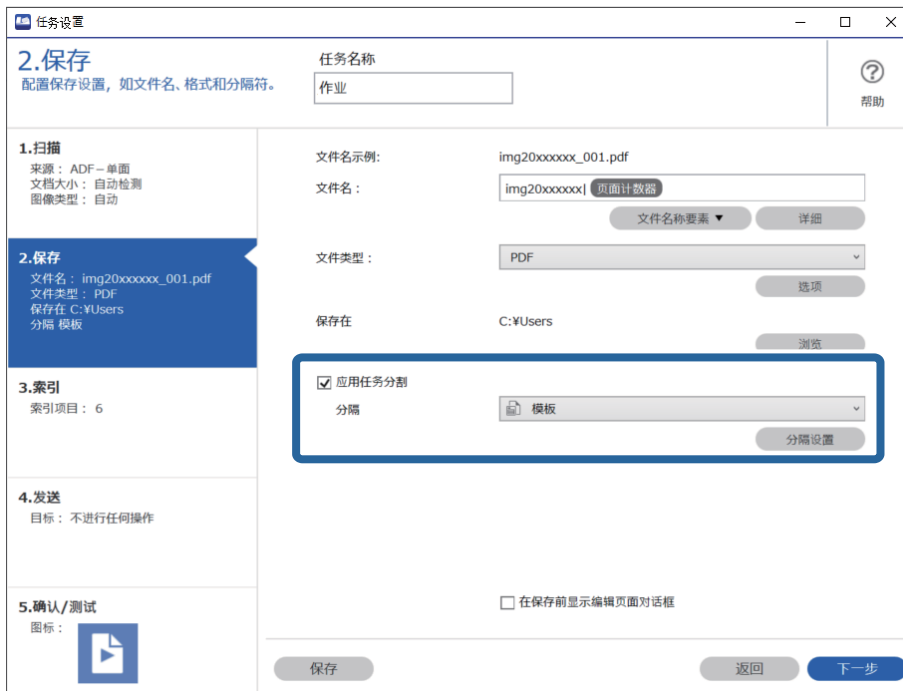 任务设置
2.保存
配置保存设置，如文件名、格式和分隔符。
任务名称
作业
帮助
1.扫描
来源： ADF－单面
文档大小： 自动检测
图像类型： 自动
2.保存
文件名： img20xxxxxx_001.pdf
文件类型： PDF
保存在 C:¥Users
分隔 模板
3.索引
索引项目： 6
4.发送
目标： 不进行任何操作
5.确认/测试
图标：
文件名示例:
img20xxxxxx_001.pdf
文件名：
img20xxxxxx| 页面计数器
文件名称要素▼
详细
文件类型：
PDF
选项
保存在
C:¥Users
浏览
应用任务分割
分隔
模板
分隔设置
在保存前显示编辑页面对话框
保存
返回
下一步